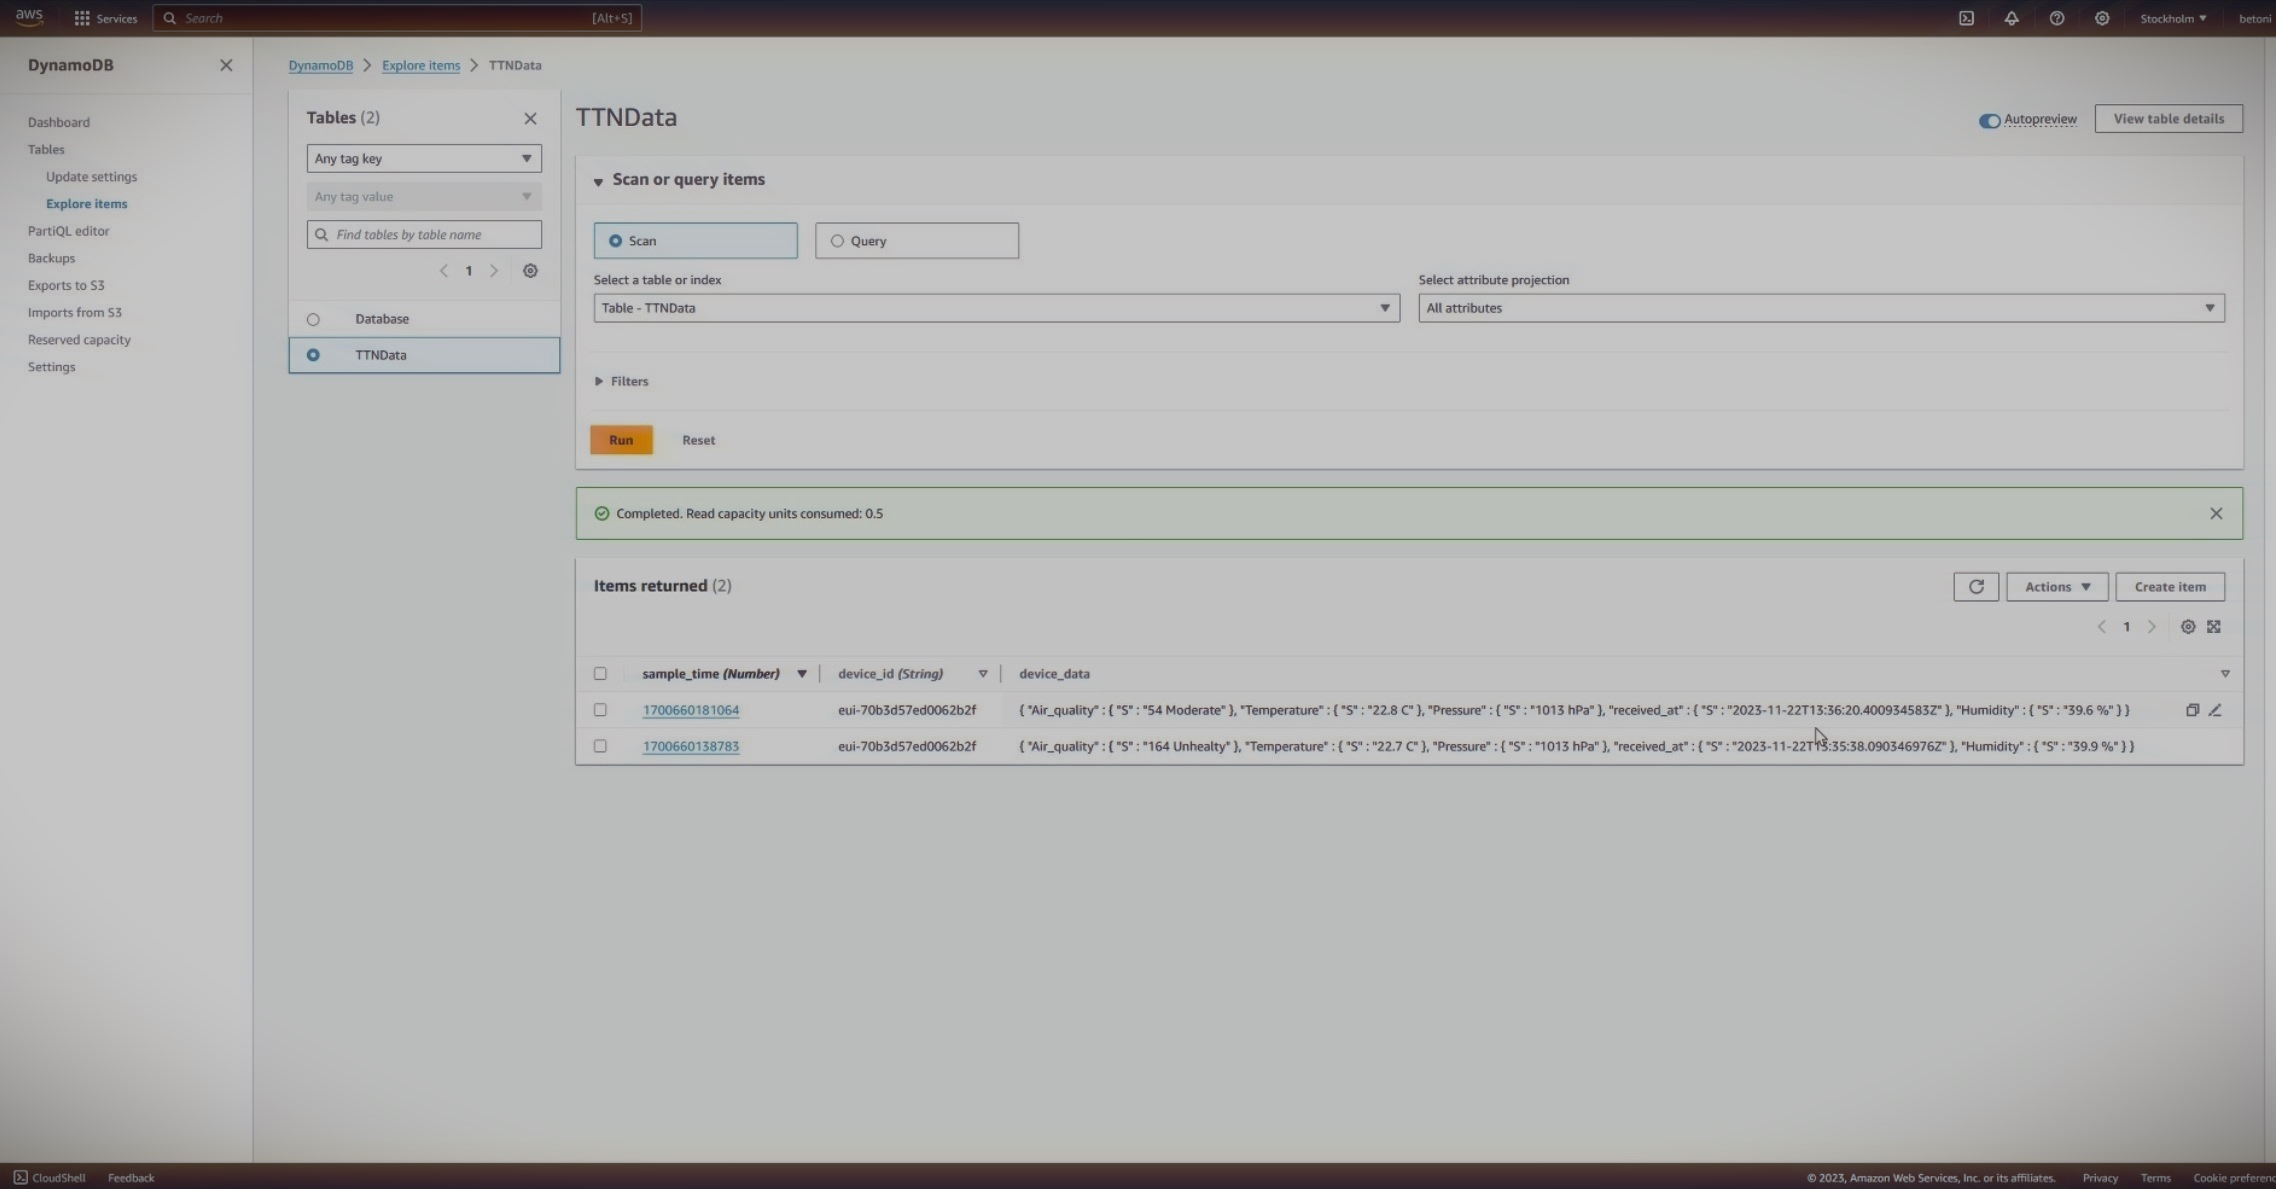 aws Services Search [Alt+S] Stockholm betoni
DynamoDB
Dashboard
Tables
Update settings
Explore items
PartiQL editor
Backups
Exports to S3
Imports from S3
Reserved capacity
Settings
DynamoDB > Explore items > TTNData
Tables (2)
Any tag key
Any tag value
Find tables by table name
1
Database
TTNData
TTNData
Autopreview View table details
Scan or query items
Scan Query
Select a table or index Select attribute projection
Table - TTNData All attributes
Filters
Run Reset
Completed. Read capacity units consumed: 0.5
Items returned (2)
Actions Create item
1
sample_time (Number) device_id (String) device_data
1700660181064 eui-70b3d57ed0062b2f { "Air_quality" : { "S" : "54 Moderate" }, "Temperature" : { "S" : "22.8 C" }, "Pressure" : { "S" : "1013 hPa" }, "received_at" : { "S" : "2023-11-22T13:36:20.400934583Z" }, "Humidity" : { "S" : "39.6 %" } }
1700660138783 eui-70b3d57ed0062b2f { "Air_quality" : { "S" : "164 Unhealty" }, "Temperature" : { "S" : "22.7 C" }, "Pressure" : { "S" : "1013 hPa" }, "received_at" : { "S" : "2023-11-22T13:35:38.090346976Z" }, "Humidity" : { "S" : "39.9 %" } }
CloudShell Feedback © 2023, Amazon Web Services, Inc. or its affiliates. Privacy Terms Cookie preferenc